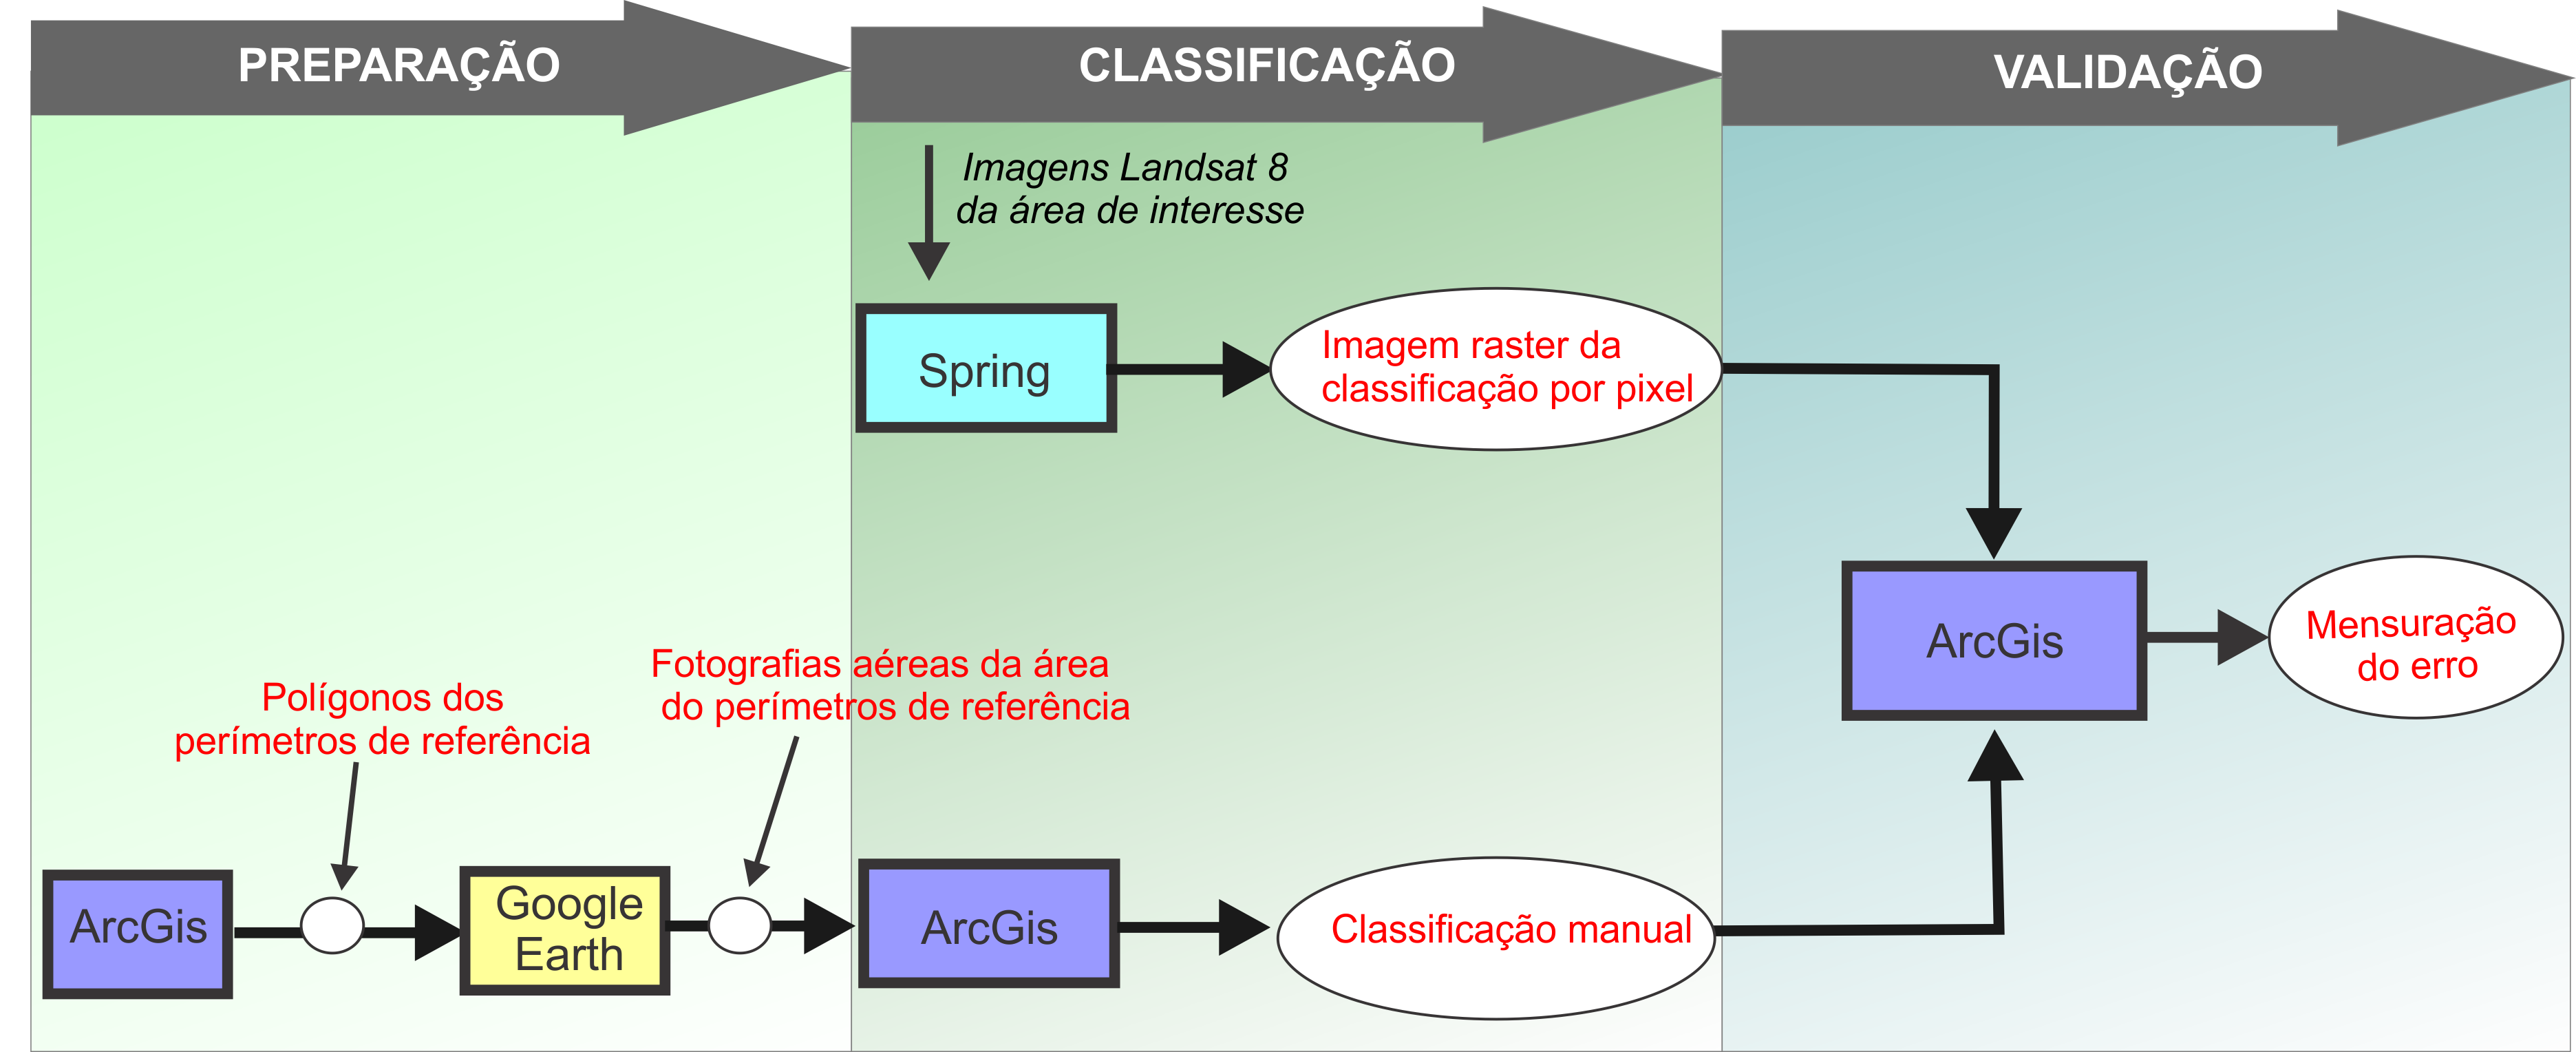 PREPARAÇÃO
CLASSIFICAÇÃO
VALIDAÇÃO
Imagens Landsat 8
da área de interesse
Spring
Imagem raster da
classificação por pixel
ArcGis
Mensuração
do erro
Polígonos dos
perímetros de referência
Fotografias aéreas da área
do perímetros de referência
ArcGis
Google
Earth
ArcGis
Classificação manual